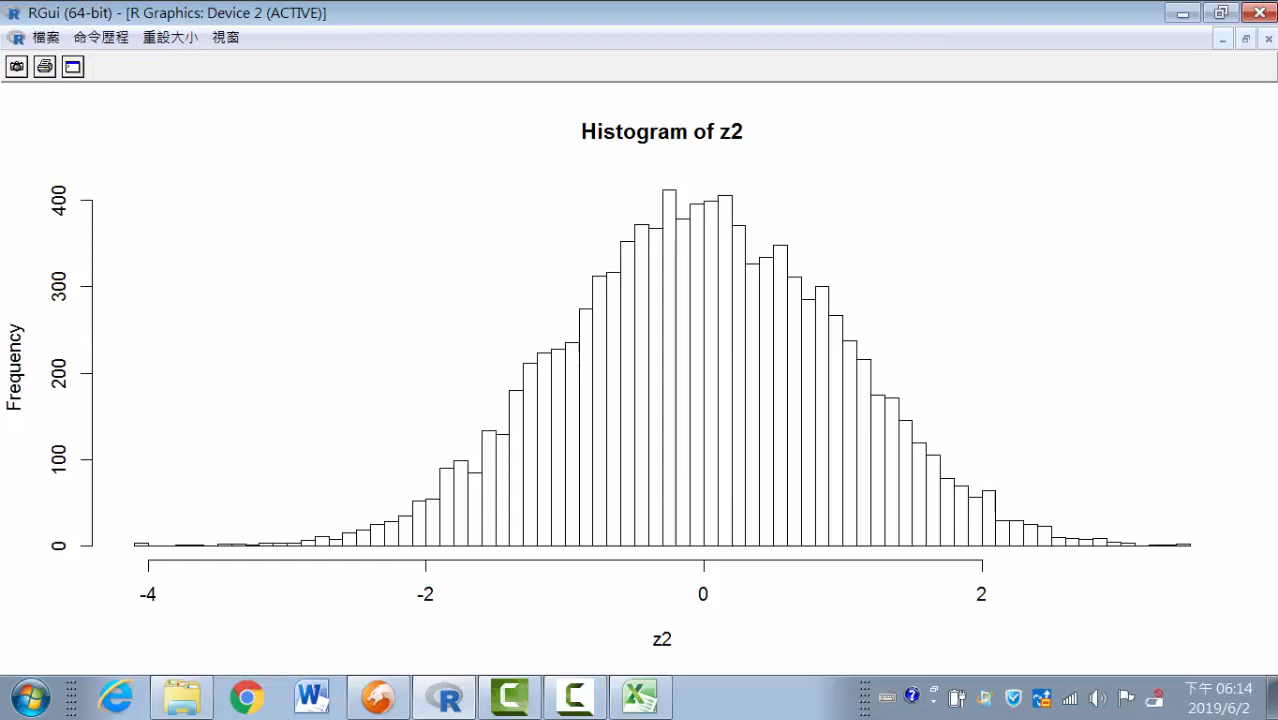 RGui (64-bit) - [R Graphics: Device 2 (ACTIVE)]
檔案 命令歷程 重設大小 視窗
Histogram of z2
Frequency
400
300
200
100
0
-4 -2 0 2
z2
下午 06:14
2019/6/2